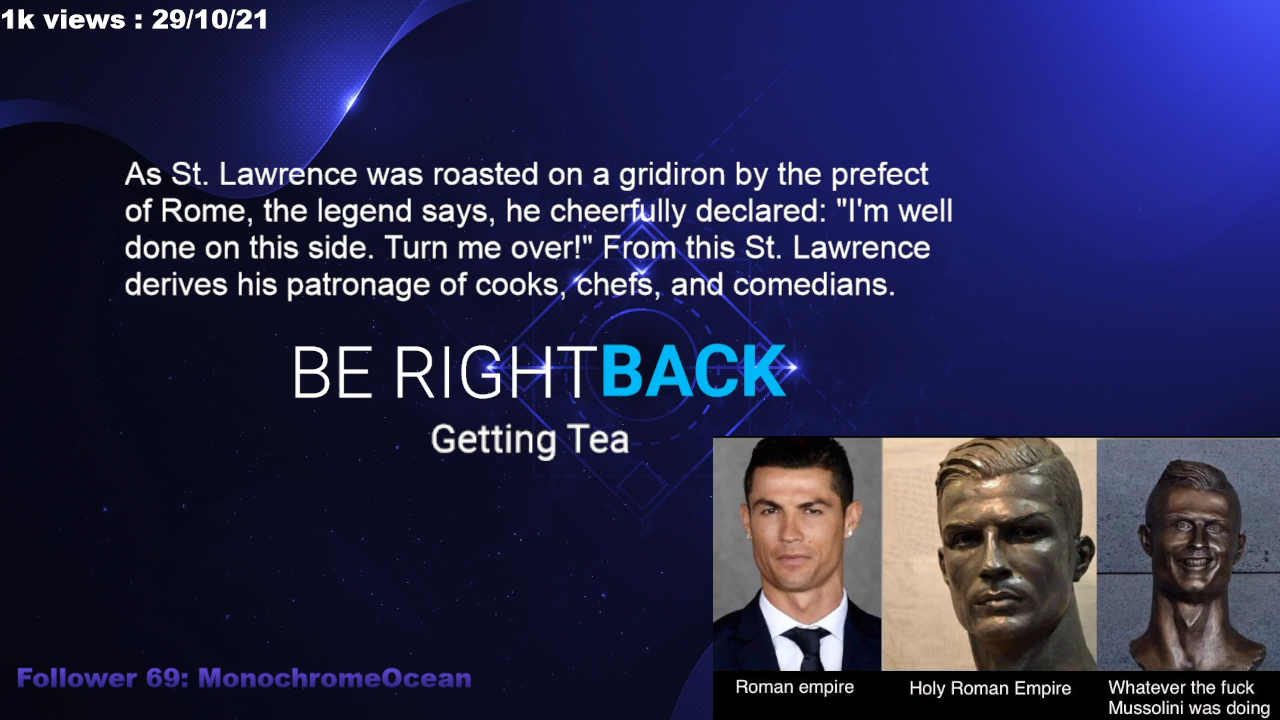 1k views : 29/10/21
As St. Lawrence was roasted on a gridiron by the prefect
of Rome, the legend says, he cheerfully declared: "I'm well
done on this side. Turn me over!" From this St. Lawrence
derives his patronage of cooks, chefs, and comedians.
BE RIGHTBACK
Getting Tea
Follower 69: MonochromeOcean
Roman empire
Holy Roman Empire
Whatever the fuck
Mussolini was doing